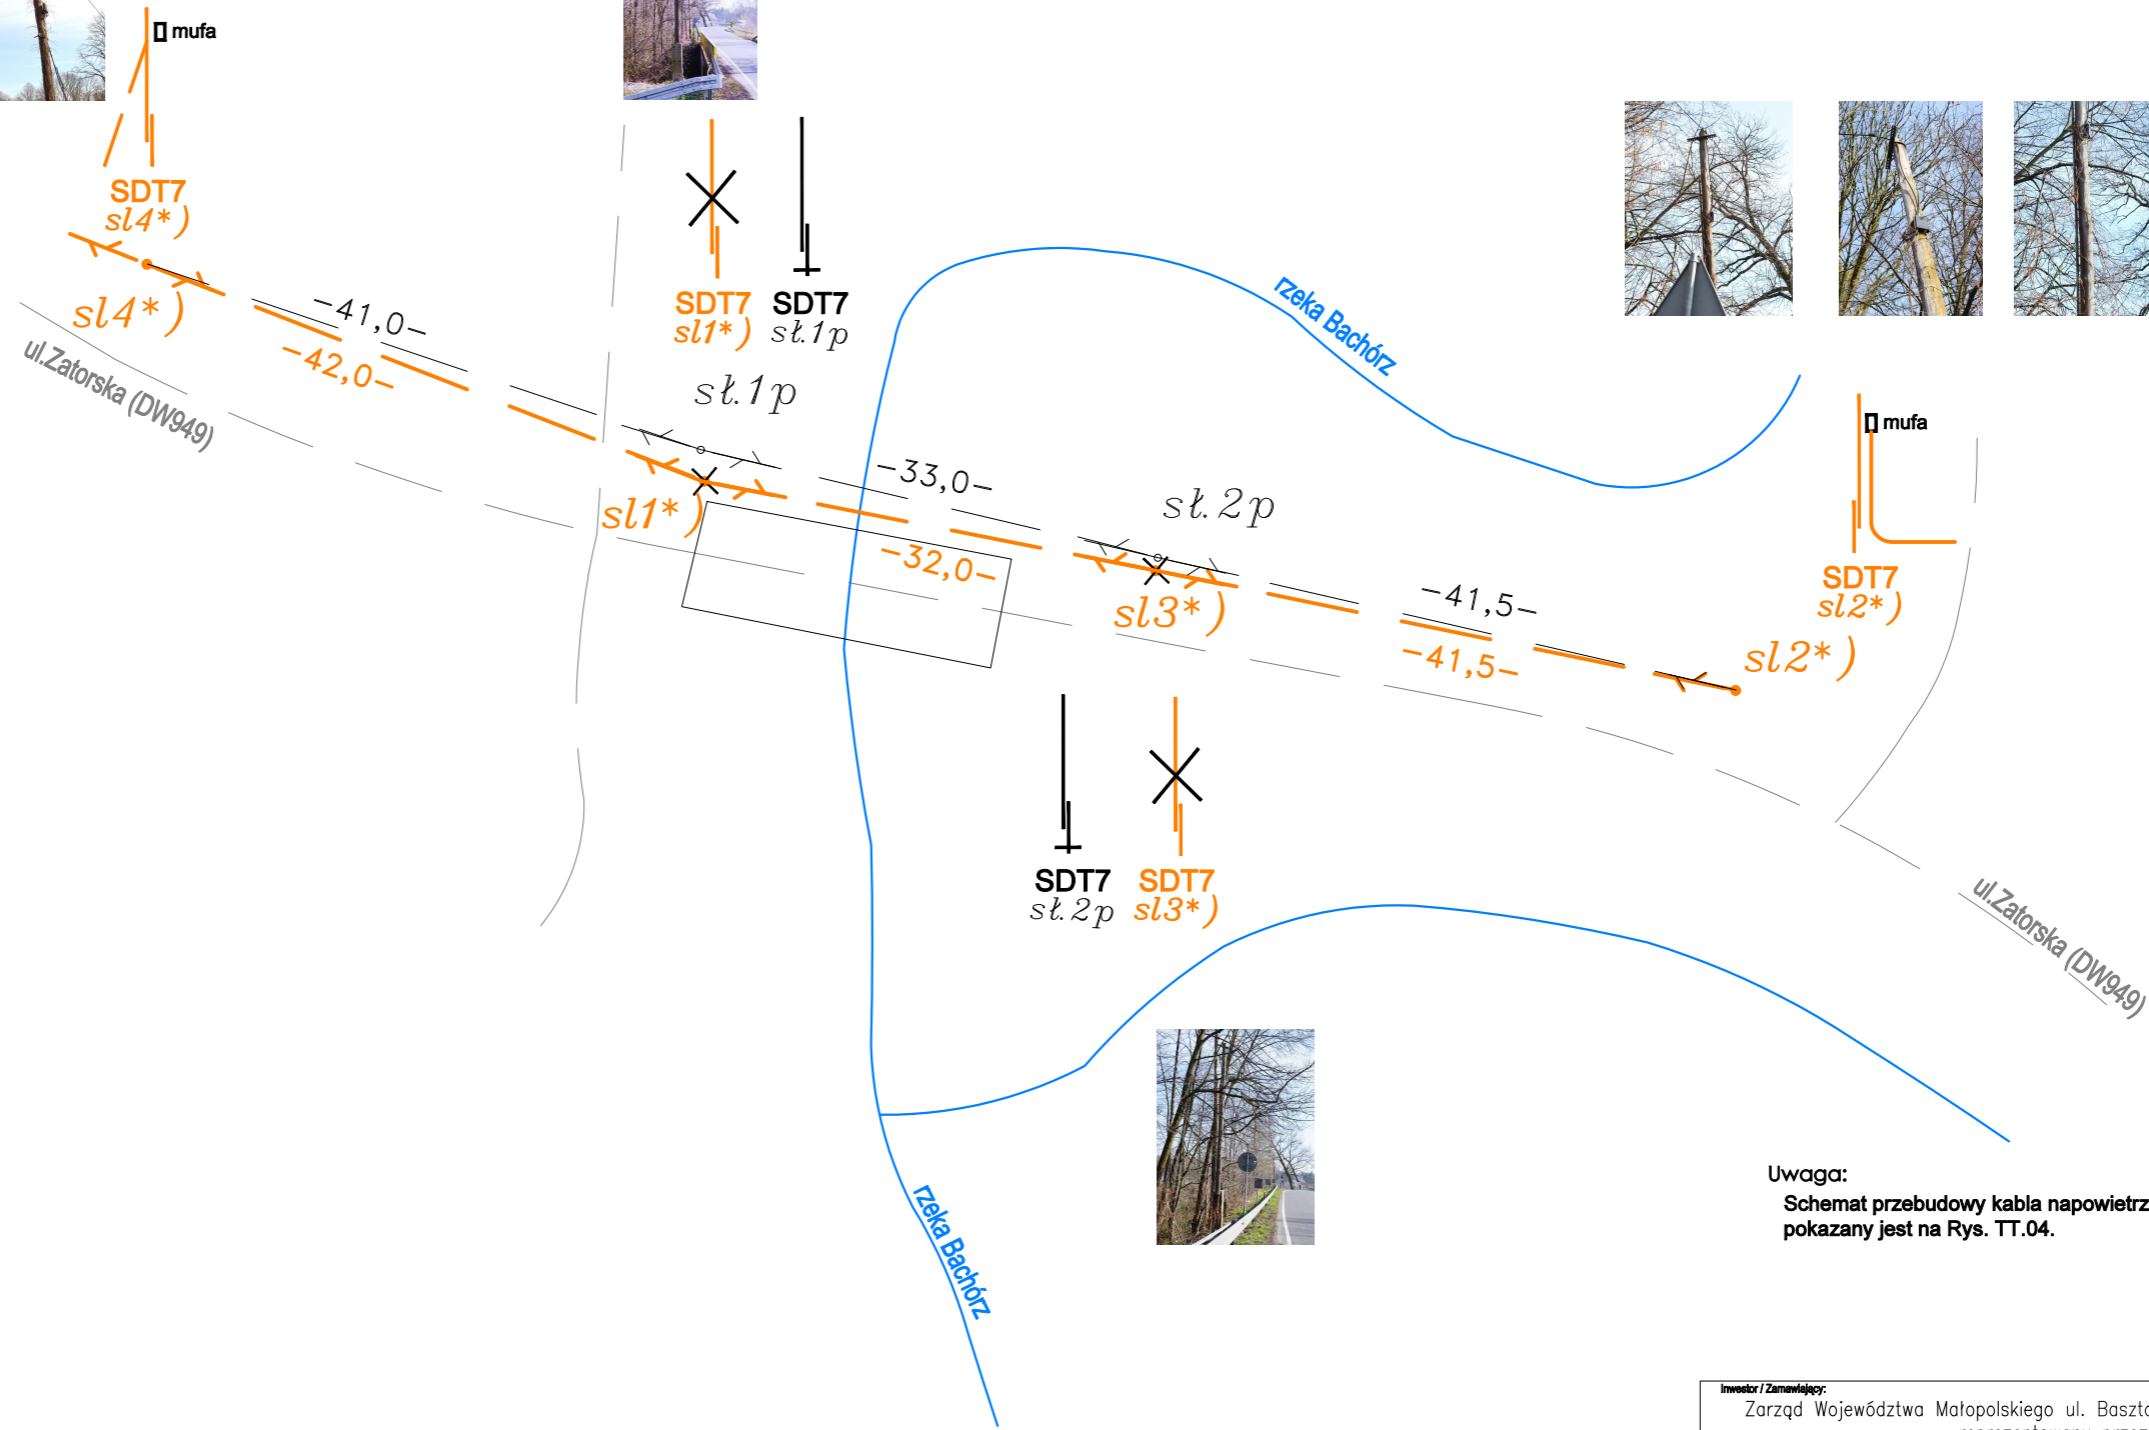 mufa
SDT7
sl4*)
sl4*)
ul.Zatorska (DW949)
-41,0-
-42,0-
SDT7
sl1*)
SDT7
sł.1p
sł.1p
sl1*)
rzeka Bachórz
-33,0-
-32,0-
sł.2p
sl3*)
-41,5-
-41,5-
mufa
SDT7
sl2*)
sl2*)
SDT7
sł.2p
SDT7
sl3*)
ul.Zatorska (DW949)
rzeka Bachórz
Uwaga:
Schemat przebudowy kabla napowietrz
pokazany jest na Rys. TT.04.
Inwestor / Zamawiający:
Zarząd Województwa Małopolskiego ul. Baszto